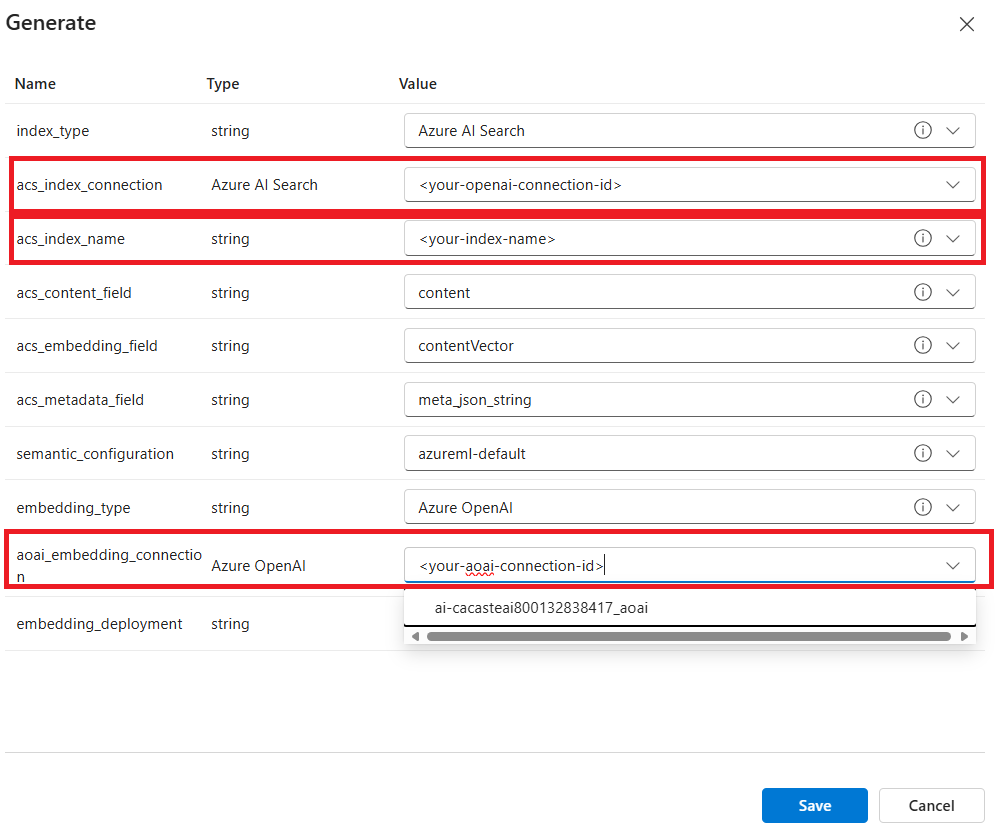 Generate
Name Type Value
index_type string Azure AI Search
acs_index_connection Azure AI Search <your-openai-connection-id>
acs_index_name string <your-index-name>
acs_content_field string content
acs_embedding_field string contentVector
acs_metadata_field string meta_json_string
semantic_configuration string azureml-default
embedding_type string Azure OpenAI
aoai_embedding_connectio
n Azure OpenAI <your-aoai-connection-id>
ai-cacasteai800132838417_aoai
embedding_deployment string
Save Cancel